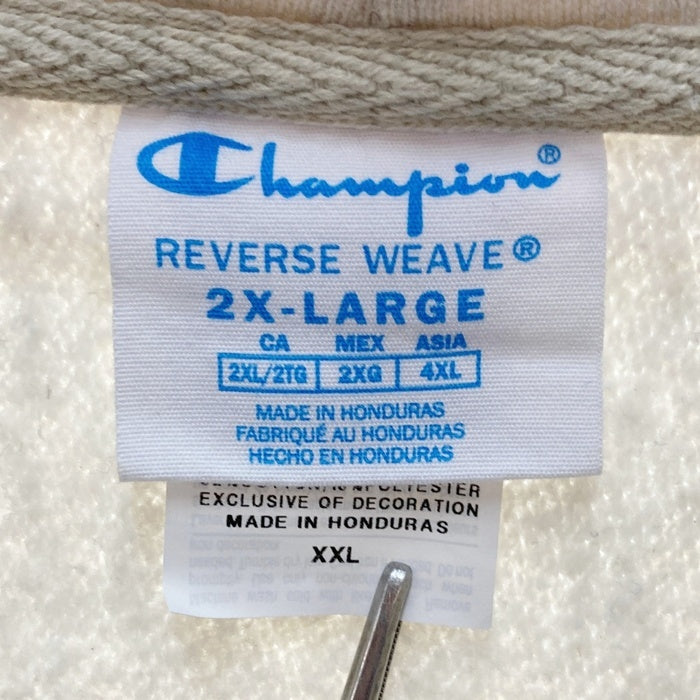 Champion®
REVERSE WEAVE®
2X-LARGE
CA MEX ASIA
2XL/2TG 2XG 4XL
MADE IN HONDURAS
FABRIQUÉ AU HONDURAS
HECHO EN HONDURAS
POLYESTER
EXCLUSIVE OF DECORATION
MADE IN HONDURAS
XXL